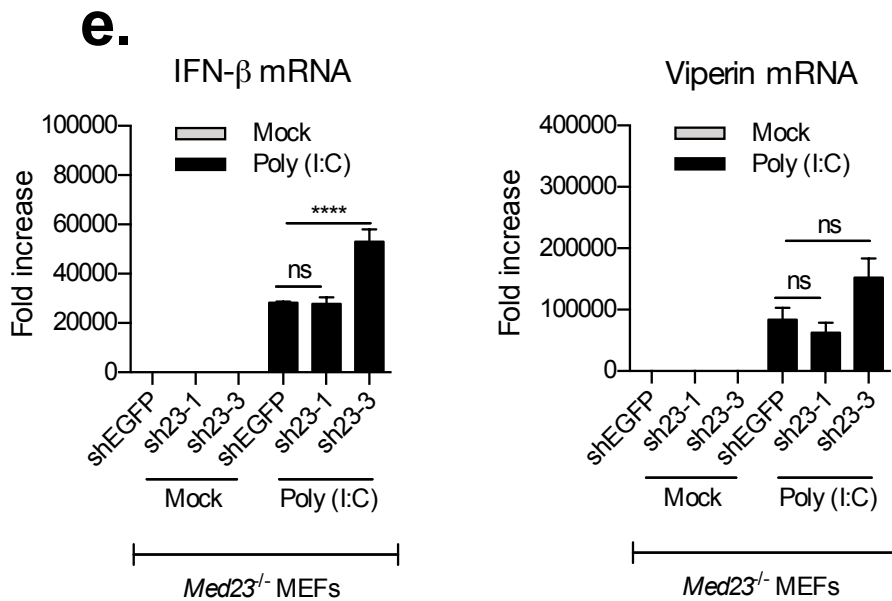 e.
IFN-β mRNA
Mock
Poly (I:C)
Fold increase
100000
80000
60000
40000
20000
0
****
ns
shEGFP
sh23-1
sh23-3
shEGFP
sh23-1
sh23-3
Mock
Poly (I:C)
Med23-/- MEFs
Viperin mRNA
Mock
Poly (I:C)
Fold increase
400000
300000
200000
100000
0
ns
ns
shEGFP
sh23-1
sh23-3
shEGFP
sh23-1
sh23-3
Mock
Poly (I:C)
Med23-/- MEFs